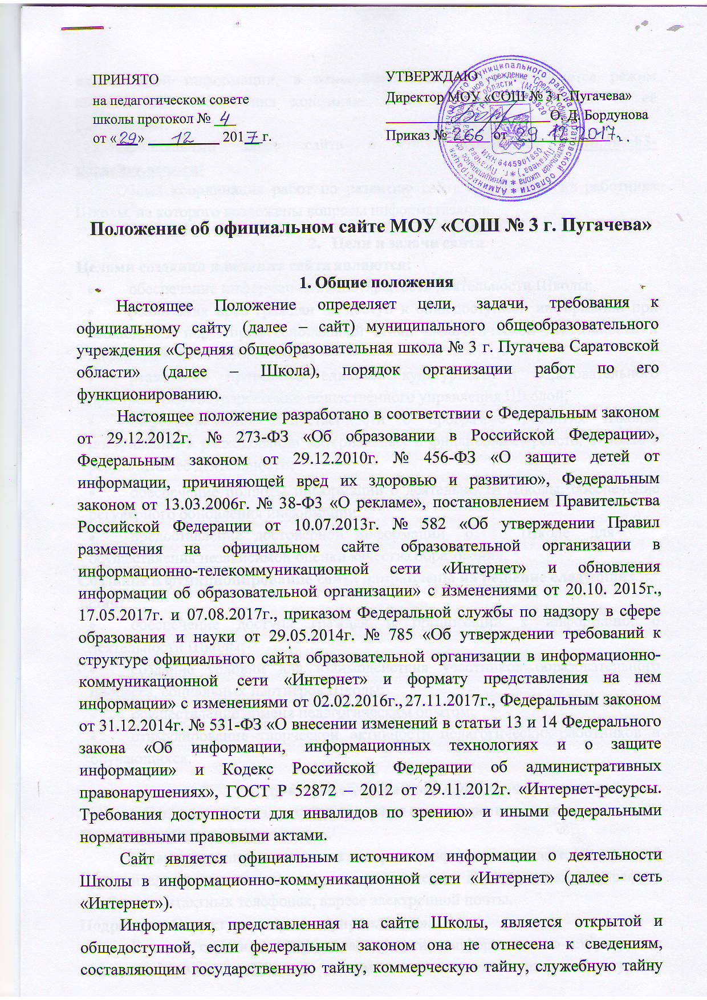 ПРИНЯТО
на педагогическом совете
школы протокол № 4
от «29» 12 2017г.
УТВЕРЖДАЮ
Директор МОУ «СОШ № 3 г. Пугачева»
О. Д. Бордунова
Приказ № 266 от 29.12.2017г.
Положение об официальном сайте МОУ «СОШ № 3 г. Пугачева»
1. Общие положения
Настоящее Положение определяет цели, задачи, требования к
официальному сайту (далее – сайт) муниципального общеобразовательного
учреждения «Средняя общеобразовательная школа № 3 г. Пугачева Саратовской
области» (далее – Школа), порядок организации работ по его
функционированию.
Настоящее положение разработано в соответствии с Федеральным законом
от 29.12.2012г. № 273-ФЗ «Об образовании в Российской Федерации»,
Федеральным законом от 29.12.2010г. № 456-ФЗ «О защите детей от
информации, причиняющей вред их здоровью и развитию», Федеральным
законом от 13.03.2006г. № 38-ФЗ «О рекламе», постановлением Правительства
Российской Федерации от 10.07.2013г. № 582 «Об утверждении Правил
размещения на официальном сайте образовательной организации в
информационно-телекоммуникационной сети «Интернет» и обновления
информации об образовательной организации» с изменениями от 20.10. 2015г.,
17.05.2017г. и 07.08.2017г., приказом Федеральной службы по надзору в сфере
образования и науки от 29.05.2014г. № 785 «Об утверждении требований к
структуре официального сайта образовательной организации в информационно-
коммуникационной сети «Интернет» и формату представления на нем
информации» с изменениями от 02.02.2016г., 27.11.2017г., Федеральным законом
от 31.12.2014г. № 531-ФЗ «О внесении изменений в статьи 13 и 14 Федерального
закона «Об информации, информационных технологиях и о защите
информации» и Кодекс Российской Федерации об административных
правонарушениях», ГОСТ Р 52872 – 2012 от 29.11.2012г. «Интернет-ресурсы.
Требования доступности для инвалидов по зрению» и иными федеральными
нормативными правовыми актами.
Сайт является официальным источником информации о деятельности
Школы в информационно-коммуникационной сети «Интернет» (далее - сеть
«Интернет»).
Информация, представленная на сайте Школы, является открытой и
общедоступной, если федеральным законом она не отнесена к сведениям,
составляющим государственную тайну, коммерческую тайну, служебную тайну